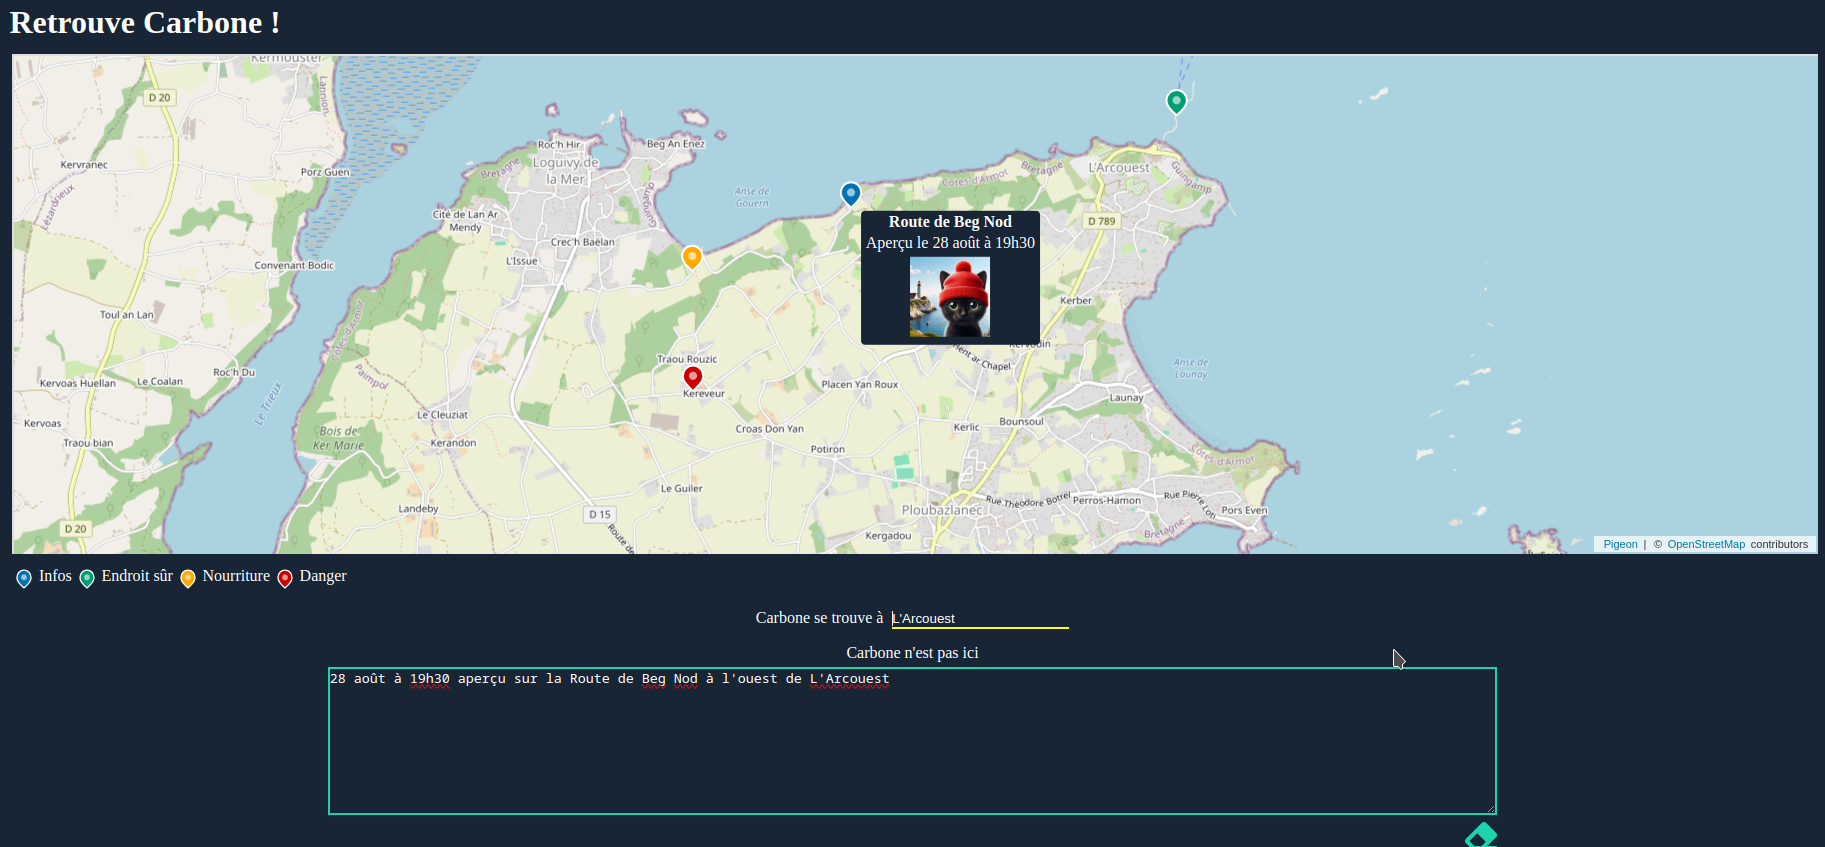 Retrouve Carbone !
Kermouster
D 20
Lannion
Kervranec
Porz Guen
Lézardrieux
Roc'h Hir
Beg An Enez
Bretagne
Loguivy de
la Mer
Guingamp
Anse de
Gouern
Côtes-d'Armor
Bretagne
L'Arcouest
Guingamp
Cité de Lan Ar
Mendy
D 789
Crec'h Baëlan
L'Issue
Convenant Bodic
Route de Beg Nod
Aperçu le 28 août à 19h30
Toul an Lan
Côtes-d'Armor
Kerber
Kervodin
Hent ar Chapel
Traou Rouzic
Anse de
Launay
Paimpol
Roc'h Du
Le Coalan
Kervoas Huellan
Kereveur
Placen Yan Roux
Launay
Le Trieux
Le Cleuziat
Kervoas
Bois de
Ker Marie
Traou bian
Kerandon
Croas Don Yan
Kerlic
Bounsoul
Potiron
Côtes-d'Armor
Le Guiler
Landeby
D 15
Route de
Ploubazlanec
Rue Théodore Botrel
Perros-Hamon
Rue Pierre Loti
Pors Even
D 20
Kergadou
Bretagne
Pigeon | © OpenStreetMap contributors
Infos Endroit sûr Nourriture Danger
Carbone se trouve à L'Arcouest
Carbone n'est pas ici
28 août à 19h30 aperçu sur la Route de Beg Nod à l'ouest de L'Arcouest